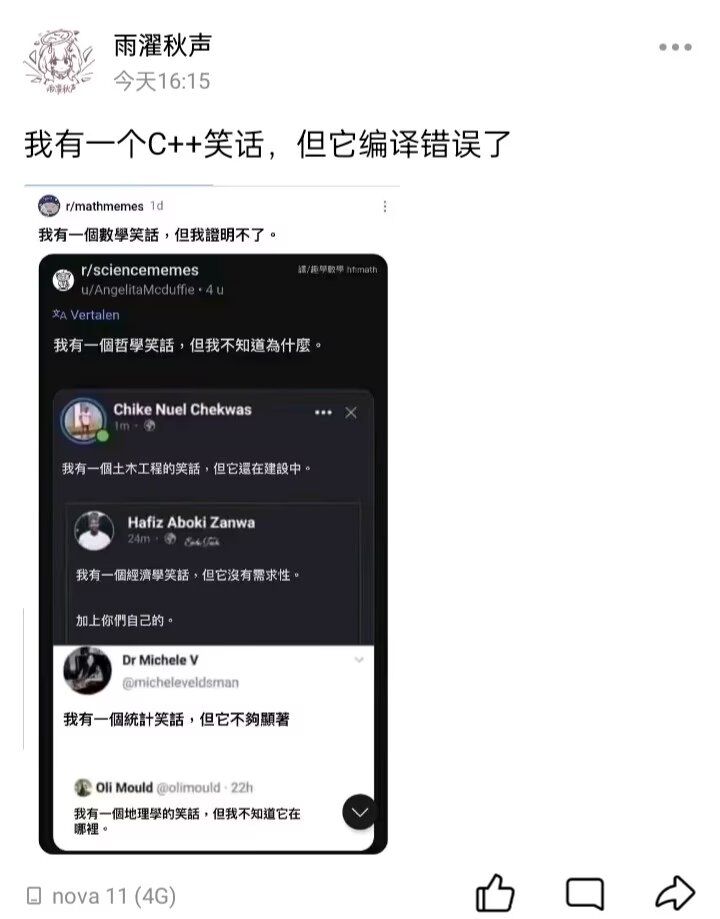 雨濯秋声
今天16:15
我有一个C++笑话，但它编译错误了
r/mathmemes 1d
我有一個數學笑話，但我證明不了。
r/sciencememes
譯/趣學數學 hfimath
u/AngelitaMcduffie • 4 u
Vertalen
我有一個哲學笑話，但我不知道為什麼。
Chike Nuel Chekwas
1m
我有一個土木工程的笑話，但它還在建設中。
Hafiz Aboki Zanwa
24m
我有一個經濟學笑話，但它沒有需求性。
加上你們自己的。
Dr Michele V
@micheleveldsman
我有一個統計笑話，但它不夠顯著
Oli Mould @olimould · 22h
我有一個地理學的笑話，但我不知道它在
哪裡。
nova 11 (4G)